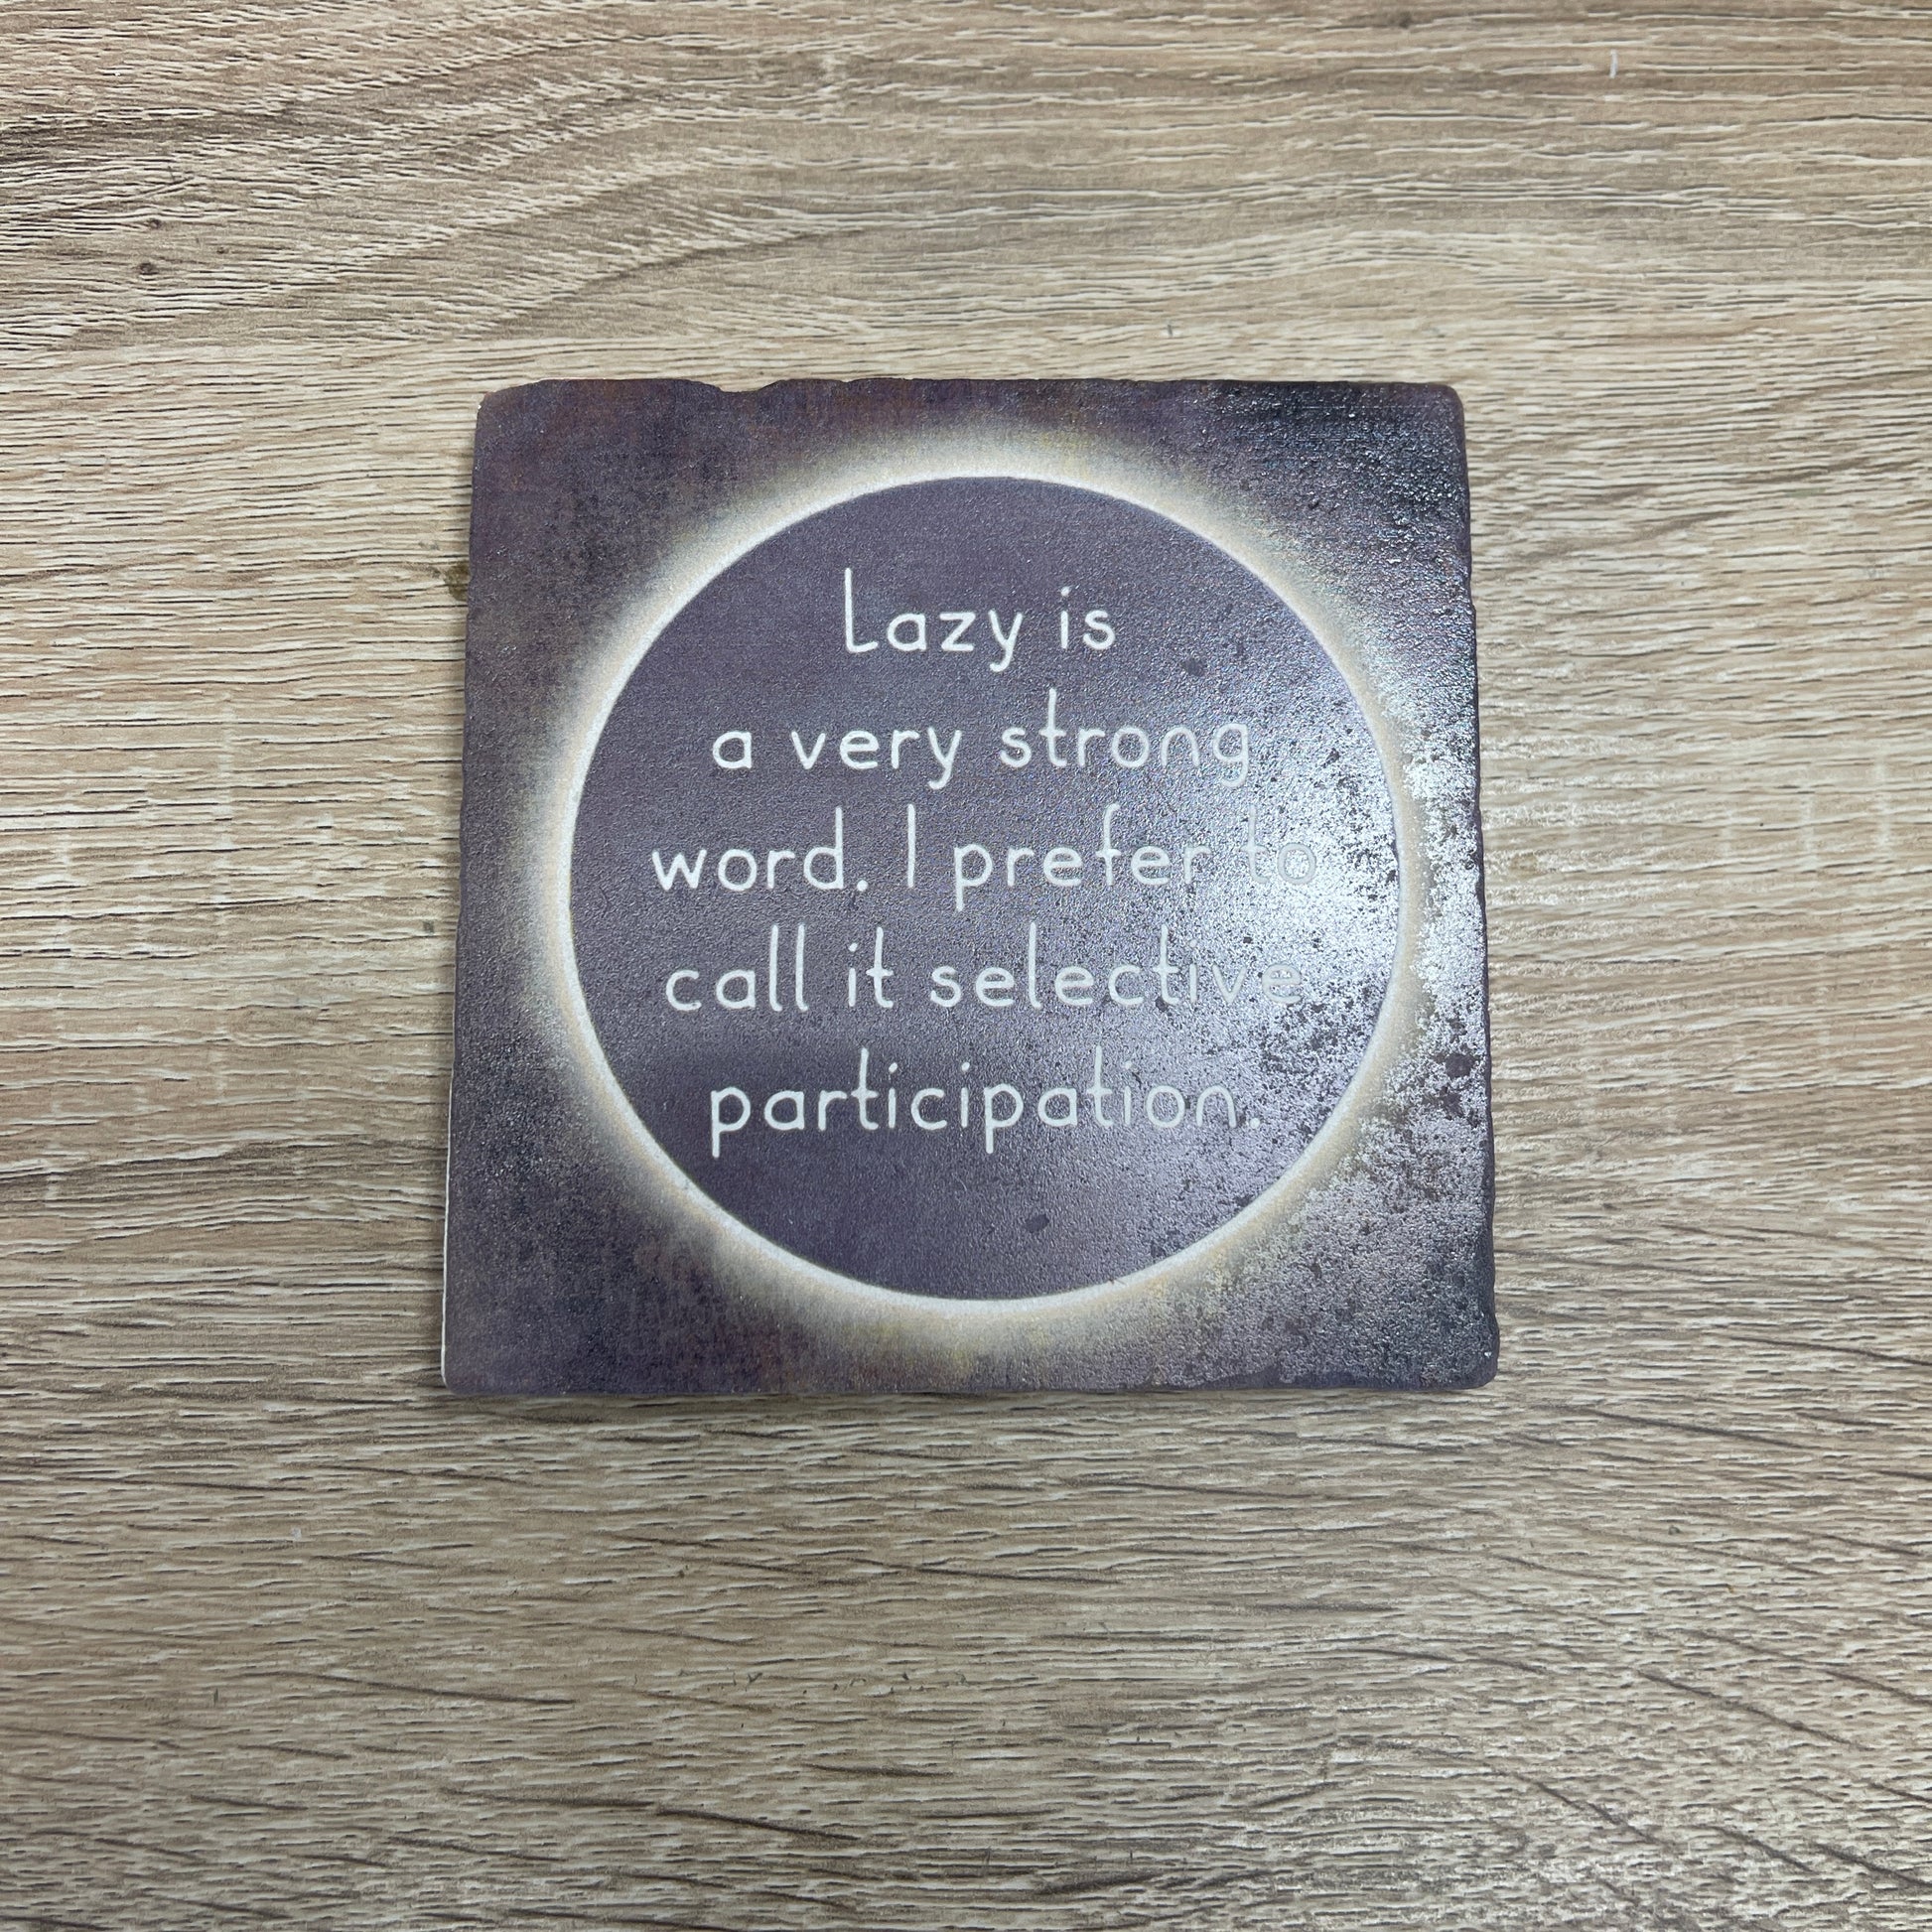 Lazy is
a very strong
word. I prefer to
call it selective
participation.